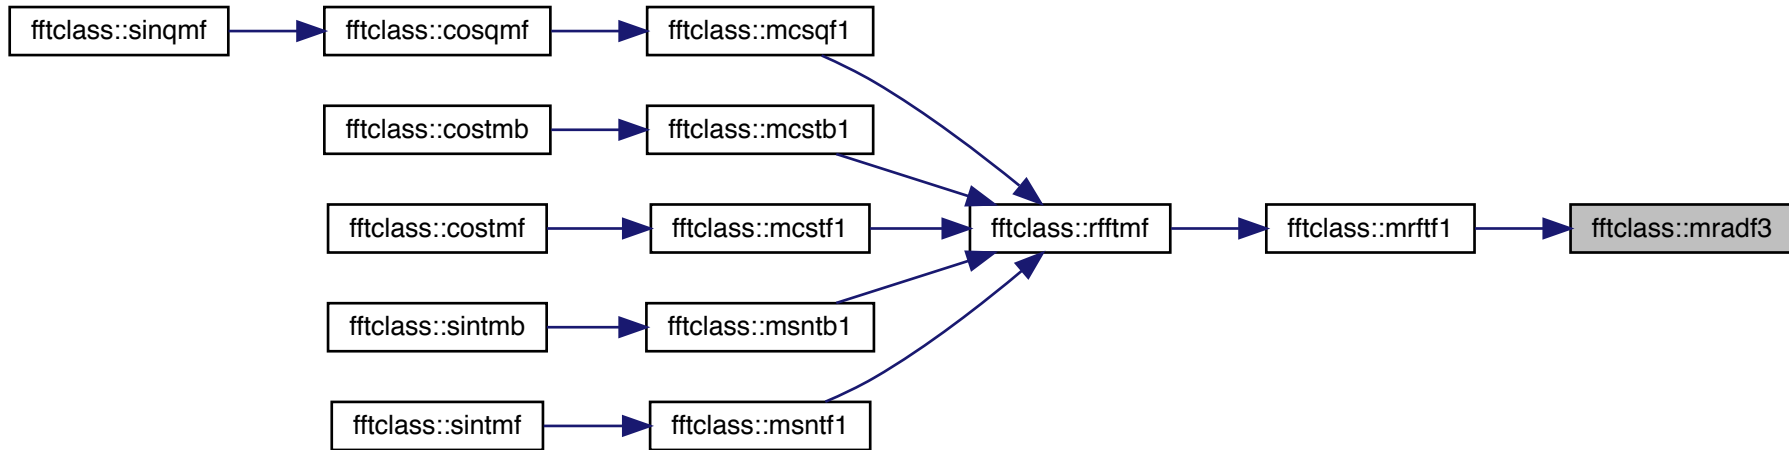 fftclass::sinqmf
fftclass::cosqmf
fftclass::mcsqf1
fftclass::costmb
fftclass::mcstb1
fftclass::costmf
fftclass::mcstf1
fftclass::rfftmf
fftclass::mrftf1
fftclass::mradf3
fftclass::sintmb
fftclass::msntb1
fftclass::sintmf
fftclass::msntf1